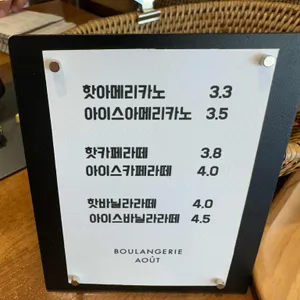 핫아메리카노 3.3
아이스아메리카노 3.5
핫카페라떼 3.8
아이스카페라떼 4.0
핫바닐라라떼 4.0
아이스바닐라라떼 4.5
BOULANGERIE
AOÛT